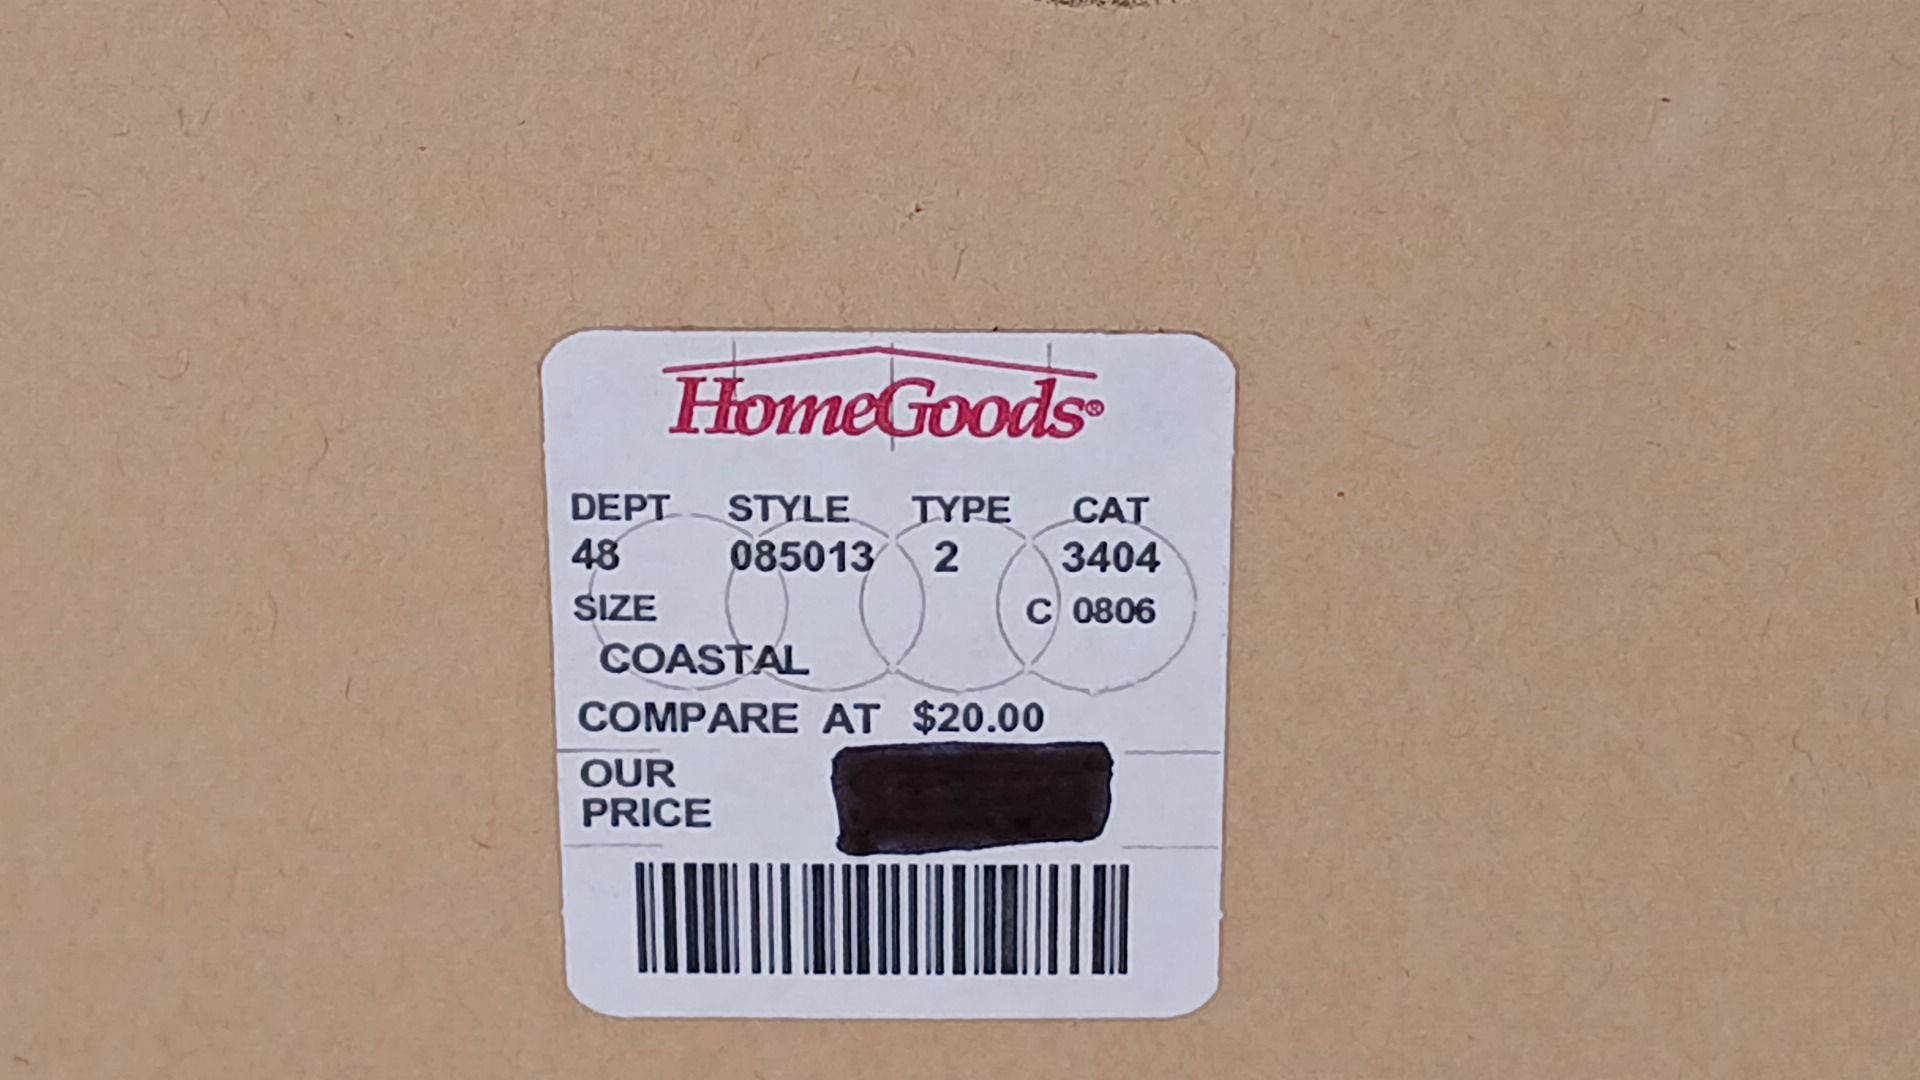 HomeGoods®
DEPT STYLE TYPE CAT
48 085013 2 3404
SIZE C 0806
COASTAL
COMPARE AT $20.00
OUR
PRICE